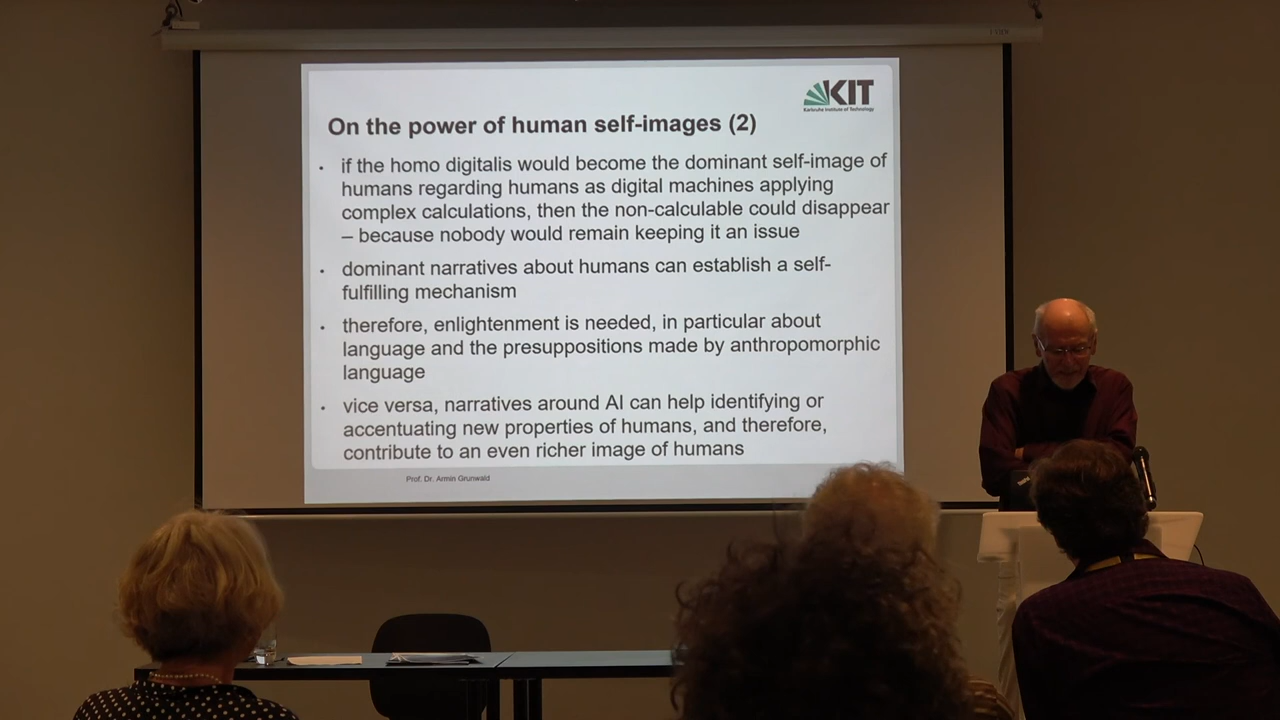 KIT
Karlsruhe Institute of Technology
On the power of human self-images (2)
• if the homo digitalis would become the dominant self-image of
humans regarding humans as digital machines applying
complex calculations, then the non-calculable could disappear
– because nobody would remain keeping it an issue
• dominant narratives about humans can establish a self-
fulfilling mechanism
• therefore, enlightenment is needed, in particular about
language and the presuppositions made by anthropomorphic
language
• vice versa, narratives around AI can help identifying or
accentuating new properties of humans, and therefore,
contribute to an even richer image of humans
Prof. Dr. Armin Grunwald